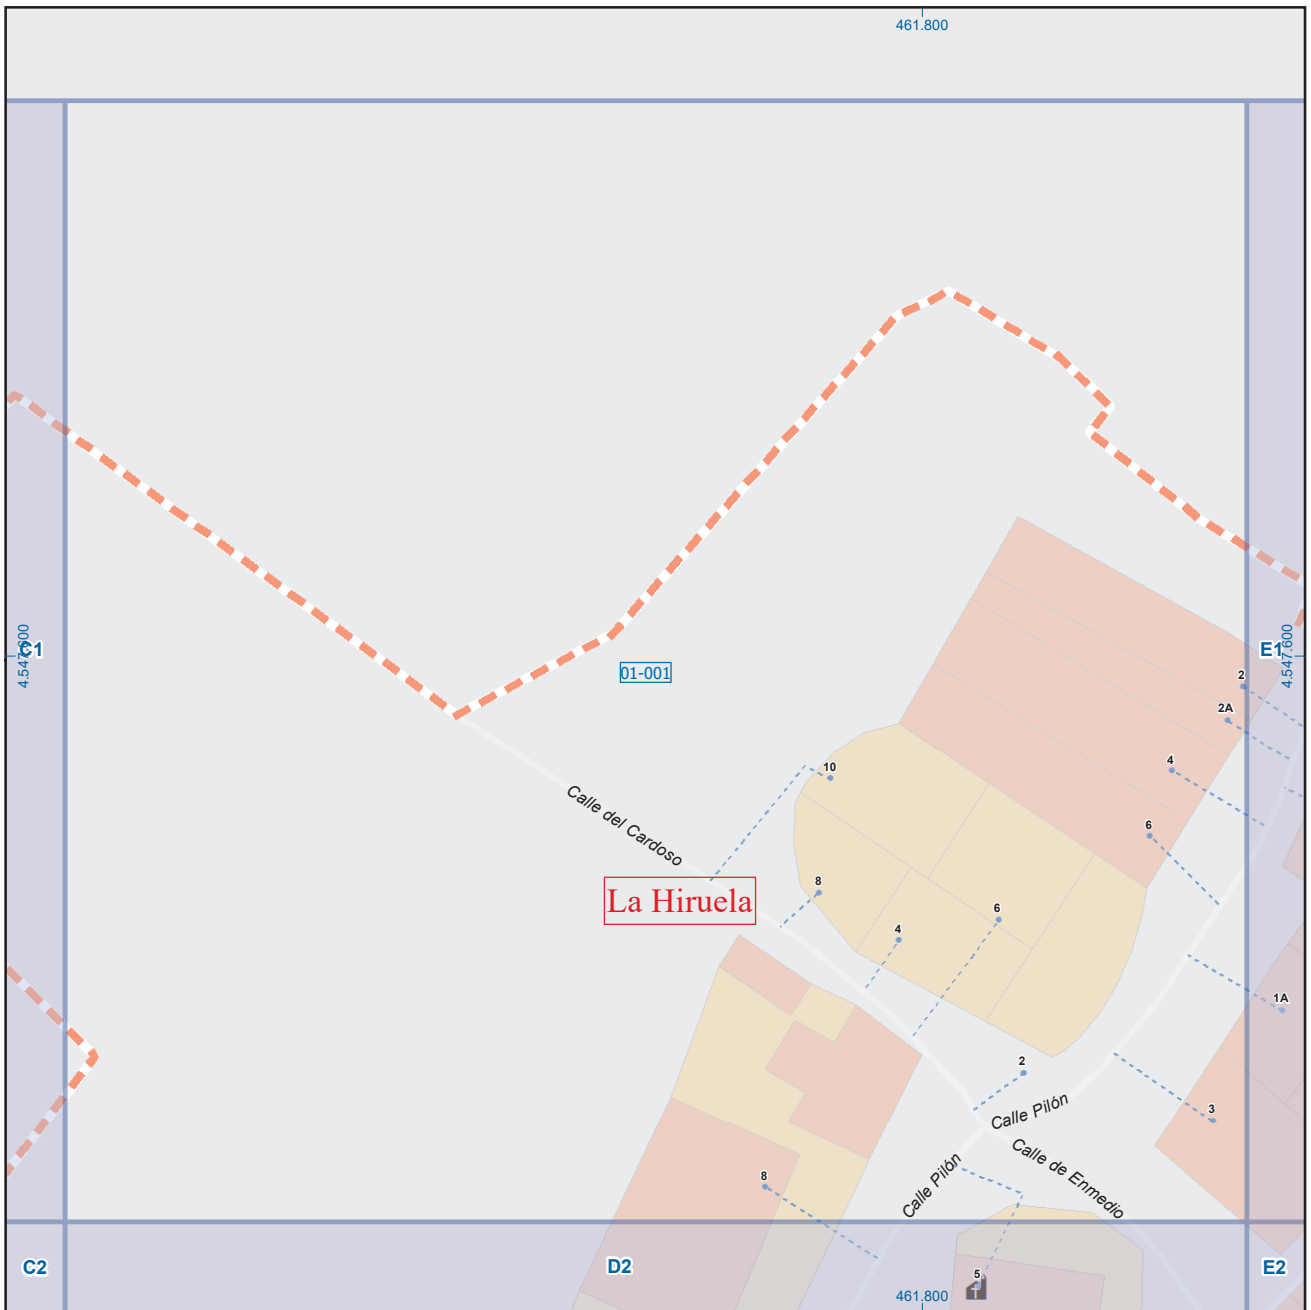 461.800
C1
4.547.600
E1
4.547.600
01-001
2
2A
4
10
6
Calle del Cardoso
8
La Hiruela
6
4
1A
2
3
Calle Pilón
Calle de Enmedio
Calle Pilón
8
C2
D2
E2
5
461.800